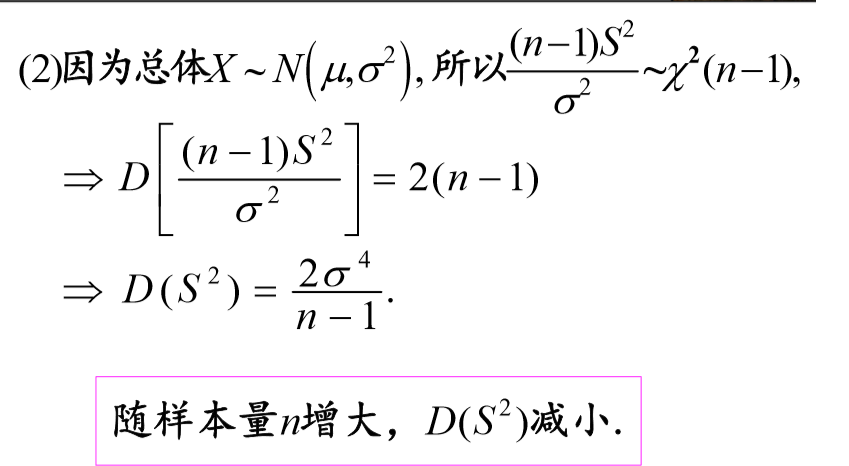 (2)因为总体X ~ N(μ,σ²), 所以 (n−1)S²/σ² ~χ²(n−1),
⇒ D[(n − 1)S²/σ²] = 2(n − 1)
⇒ D(S²) = 2σ⁴/(n − 1).
随样本量n增大，D(S²)减小.